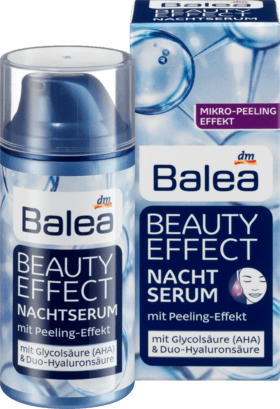 Balea
BEAUTY
EFFECT
NACHTSERUM
mit Peeling-Effekt
mit Glycolsäure (AHA)
& Duo-Hyaluronsäure
MIKRO-PEELING
EFFEKT
dm
Balea
BEAUTY
EFFECT
NACHT
SERUM
mit Peeling-Effekt
mit Glycolsäure (AHA)
& Duo-Hyaluronsäure
dm